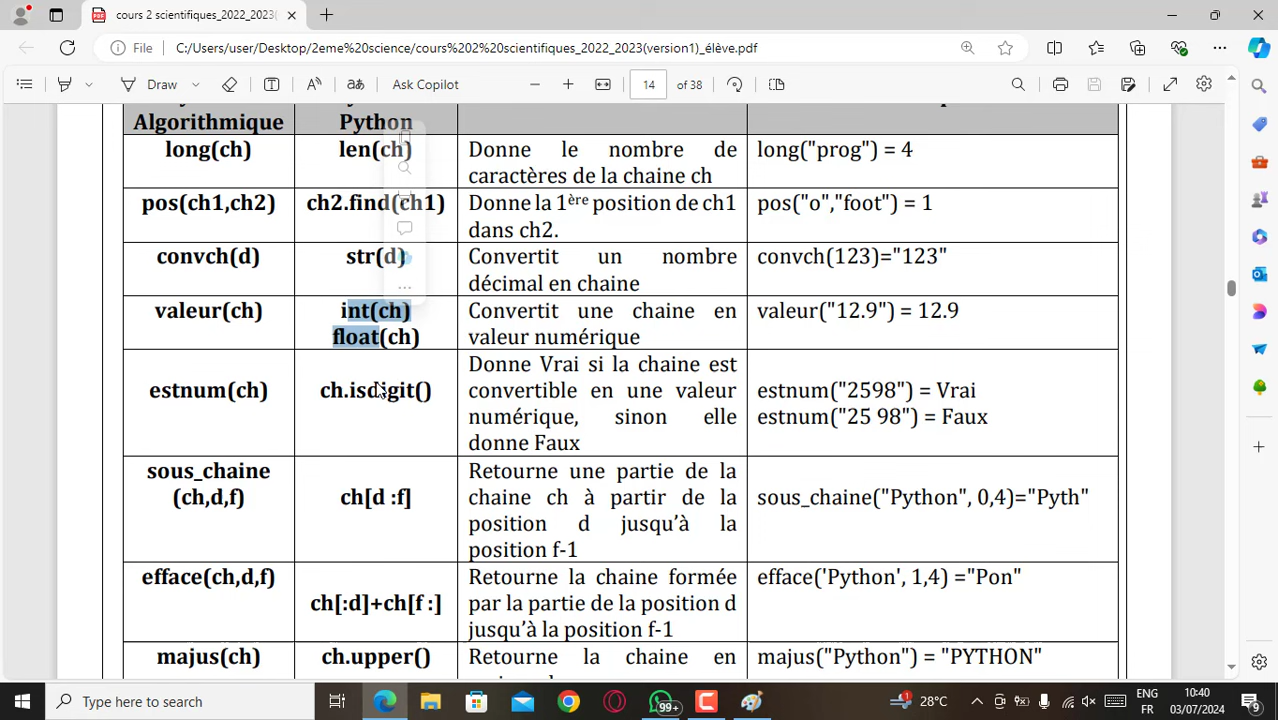 cours 2 scientifiques_2022_2023(
File
C:/Users/user/Desktop/2eme%20science/cours%202%20scientifiques_2022_2023(version1)_élève.pdf
Draw
Ask Copilot
14
of 38
Algorithmique
Python
long(ch)
len(ch)
Donne le nombre de
caractères de la chaine ch
long("prog") = 4
pos(ch1,ch2)
ch2.find(ch1)
Donne la 1ère position de ch1
dans ch2.
pos("o","foot") = 1
convch(d)
str(d)
Convertit un nombre
décimal en chaine
convch(123)="123"
valeur(ch)
int(ch)
float(ch)
Convertit une chaine en
valeur numérique
valeur("12.9") = 12.9
estnum(ch)
ch.isdigit()
Donne Vrai si la chaine est
convertible en une valeur
numérique, sinon elle
donne Faux
estnum("2598") = Vrai
estnum("25 98") = Faux
sous_chaine
(ch,d,f)
ch[d :f]
Retourne une partie de la
chaine ch à partir de la
position d jusqu’à la
position f-1
sous_chaine("Python", 0,4)="Pyth"
efface(ch,d,f)
ch[:d]+ch[f :]
Retourne la chaine formée
par la partie de la position d
jusqu’à la position f-1
efface('Python', 1,4) ="Pon"
majus(ch)
ch.upper()
Retourne la chaine en
majus("Python") = "PYTHON"
Type here to search
99+
1
28°C
ENG
FR
10:40
03/07/2024
9